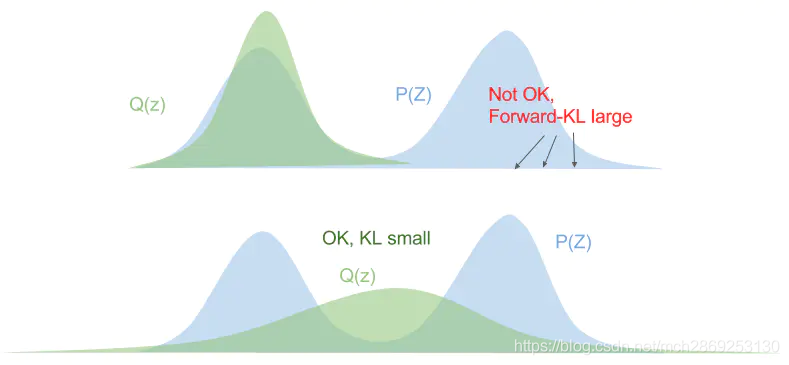 Q(z)
P(Z)
Not OK,
Forward-KL large
OK, KL small
P(Z)
Q(z)
https://blog.csdn.net/mch2869253130